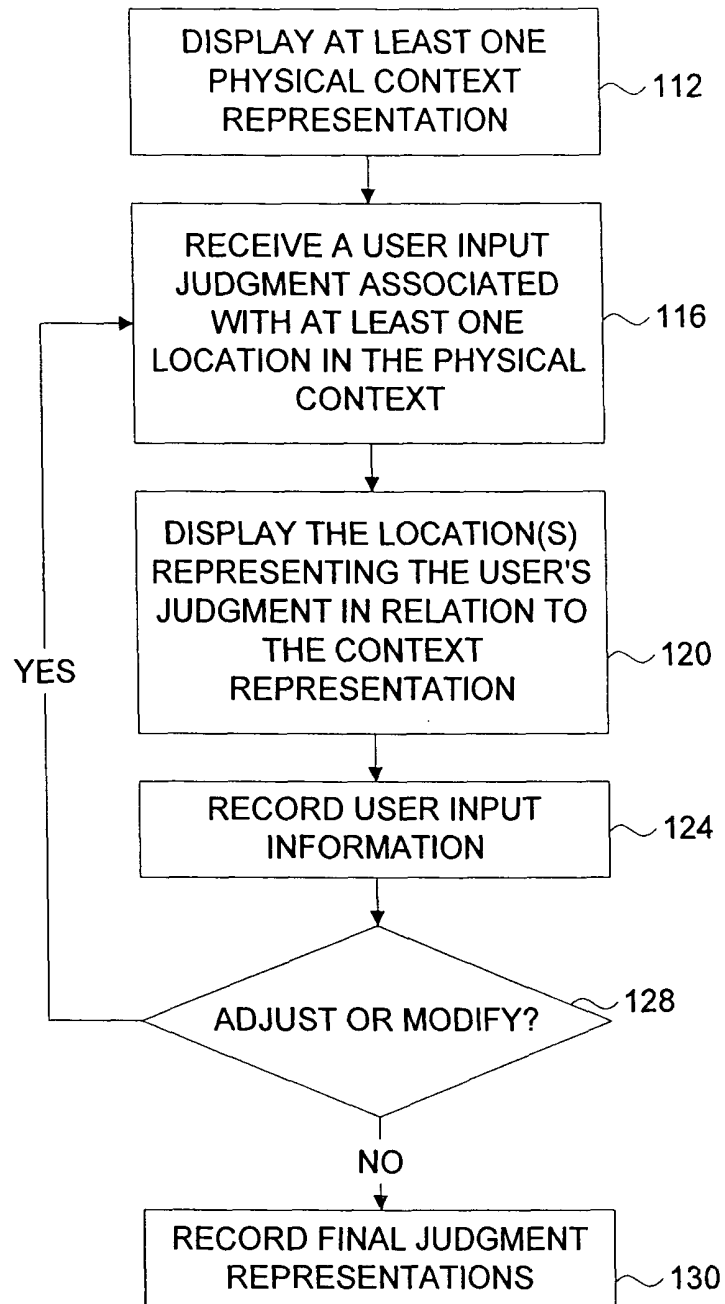 DISPLAY AT LEAST ONE
PHYSICAL CONTEXT
REPRESENTATION
112
RECEIVE A USER INPUT
JUDGMENT ASSOCIATED
WITH AT LEAST ONE
LOCATION IN THE PHYSICAL
CONTEXT
116
DISPLAY THE LOCATION(S)
REPRESENTING THE USER'S
JUDGMENT IN RELATION TO
THE CONTEXT
REPRESENTATION
120
YES
RECORD USER INPUT
INFORMATION
124
ADJUST OR MODIFY?
128
NO
RECORD FINAL JUDGMENT
REPRESENTATIONS
130